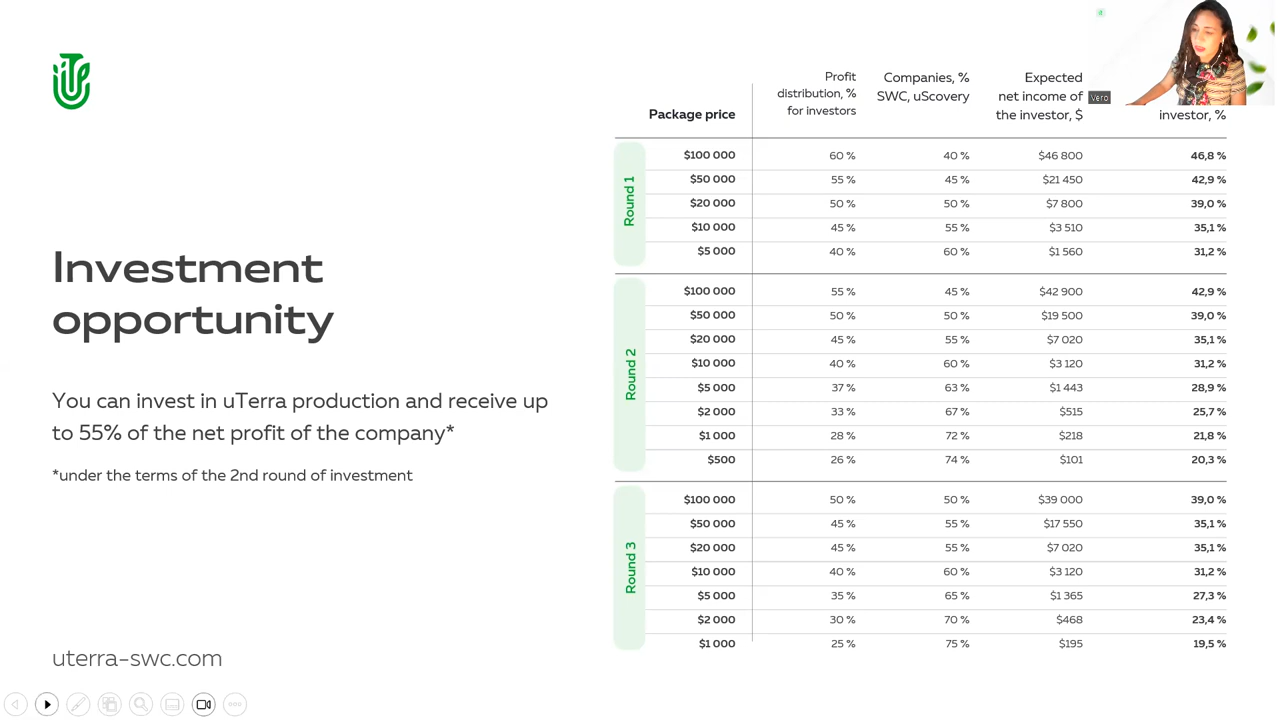 Investment
opportunity
You can invest in uTerra production and receive up
to 55% of the net profit of the company*
*under the terms of the 2nd round of investment
uterra-swc.com
Package price
Profit
distribution, %
for investors
Companies, %
SWC, uScovery
Expected
net income of
the investor, $
investor, %
Vero
Round 1
$100 000 60 % 40 % $46 800 46,8 %
$50 000 55 % 45 % $21 450 42,9 %
$20 000 50 % 50 % $7 800 39,0 %
$10 000 45 % 55 % $3 510 35,1 %
$5 000 40 % 60 % $1 560 31,2 %
Round 2
$100 000 55 % 45 % $42 900 42,9 %
$50 000 50 % 50 % $19 500 39,0 %
$20 000 45 % 55 % $7 020 35,1 %
$10 000 40 % 60 % $3 120 31,2 %
$5 000 37 % 63 % $1 443 28,9 %
$2 000 33 % 67 % $515 25,7 %
$1 000 28 % 72 % $218 21,8 %
$500 26 % 74 % $101 20,3 %
Round 3
$100 000 50 % 50 % $39 000 39,0 %
$50 000 45 % 55 % $17 550 35,1 %
$20 000 45 % 55 % $7 020 35,1 %
$10 000 40 % 60 % $3 120 31,2 %
$5 000 35 % 65 % $1 365 27,3 %
$2 000 30 % 70 % $468 23,4 %
$1 000 25 % 75 % $195 19,5 %